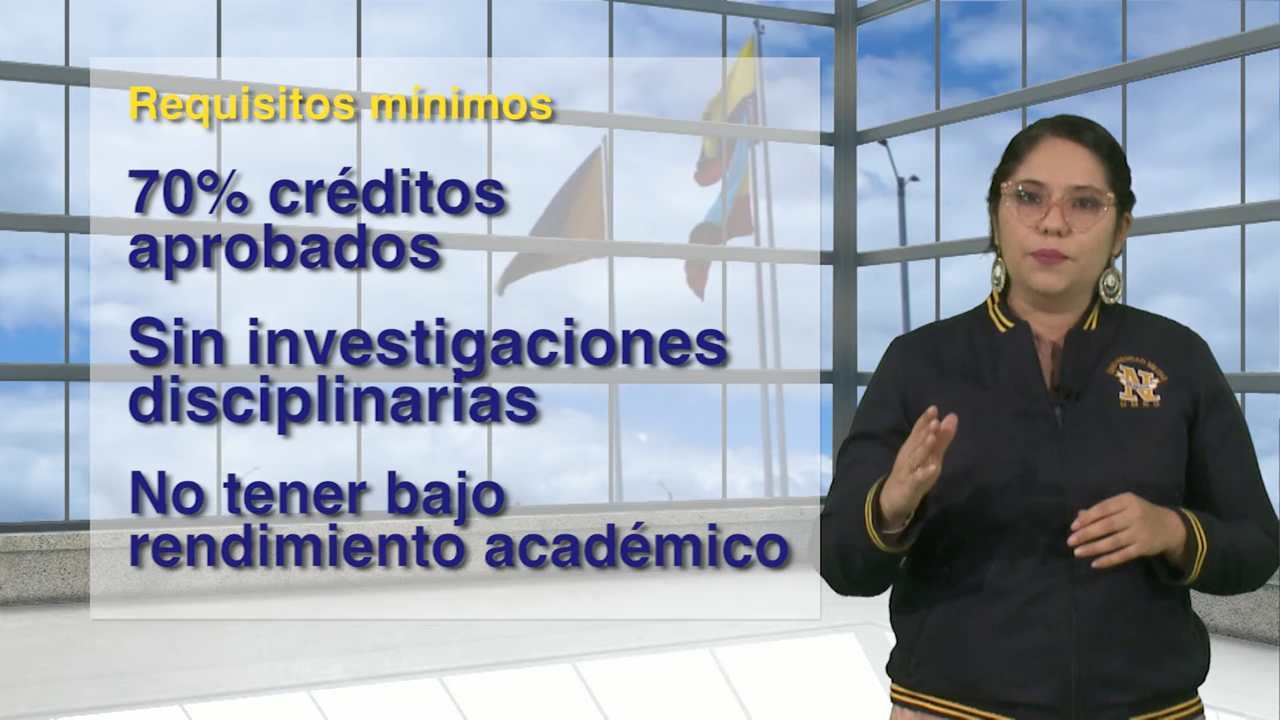 Requisitos mínimos
70% créditos
aprobados
Sin investigaciones
disciplinarias
No tener bajo
rendimiento académico
N